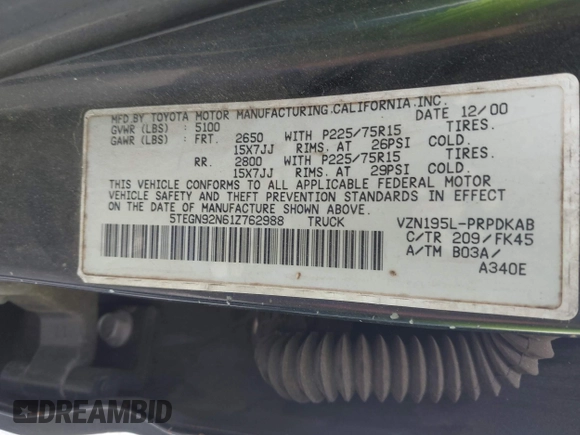 MFD.BY TOYOTA MOTOR MANUFACTURING,CALIFORNIA,INC.
GVWR (LBS) : 5100 DATE 12/00
GAWR (LBS) : FRT. 2650 WITH P225/75R15 TIRES.
15X7JJ RIMS. AT 26PSI COLD.
RR. 2800 WITH P225/75R15 TIRES.
15X7JJ RIMS. AT 29PSI COLD.
THIS VEHICLE CONFORMS TO ALL APPLICABLE FEDERAL MOTOR
VEHICLE SAFETY AND THEFT PREVENTION STANDARDS IN EFFECT
ON THE DATE OF MANUFACTURE SHOWN ABOVE.
5TEGN92N61Z762988 TRUCK VZN195L-PRPDKAB
C/TR 209/FK45
A/TM B03A/
A340E
DREAMBID